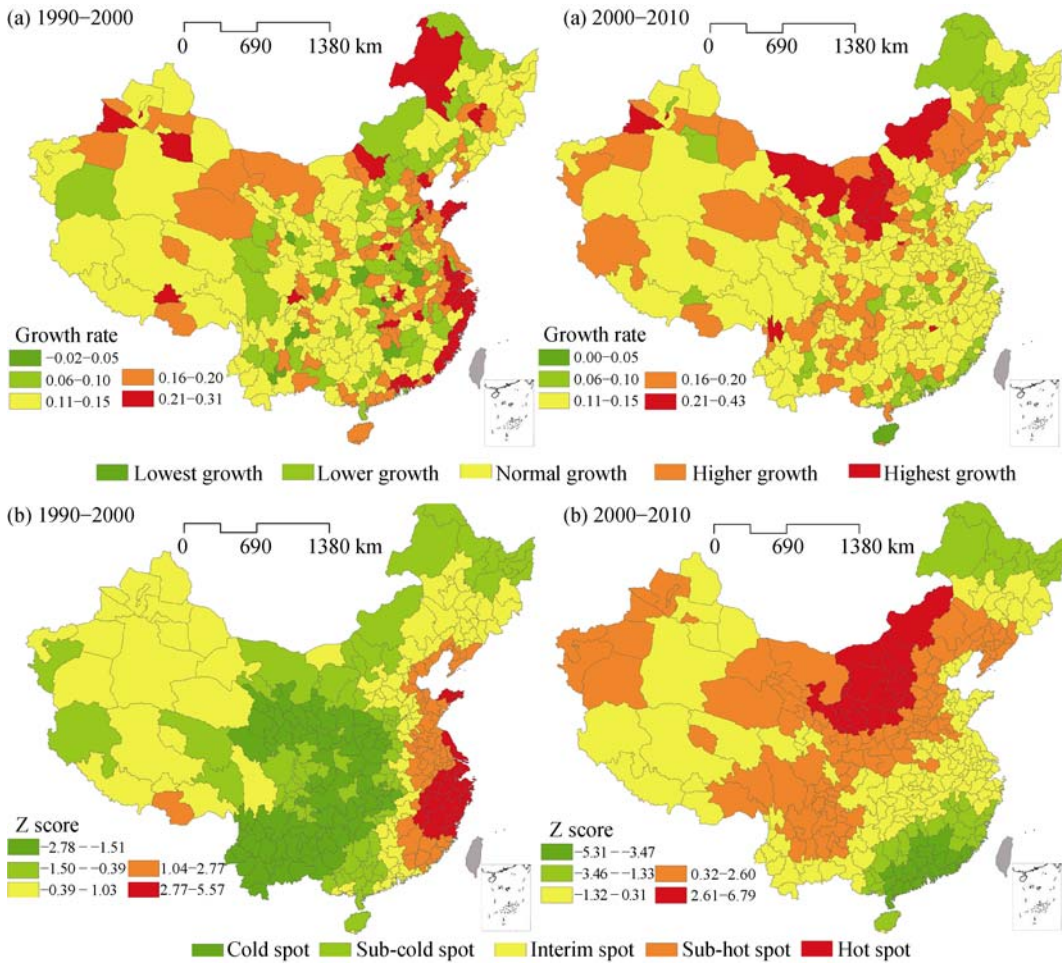 (a) 1990−2000
0 690 1380 km
Growth rate
−0.02−0.05
0.06−0.10
0.11−0.15
0.16−0.20
0.21−0.31
(a) 2000−2010
0 690 1380 km
Growth rate
0.00−0.05
0.06−0.10
0.11−0.15
0.16−0.20
0.21−0.43
Lowest growth Lower growth Normal growth Higher growth Highest growth
(b) 1990−2000
0 690 1380 km
Z score
−2.78 − −1.51
−1.50 − −0.39
−0.39 − 1.03
1.04−2.77
2.77−5.57
(b) 2000−2010
0 690 1380 km
Z score
−5.31 − −3.47
−3.46 − −1.33
−1.32 − 0.31
0.32−2.60
2.61−6.79
Cold spot Sub-cold spot Interim spot Sub-hot spot Hot spot